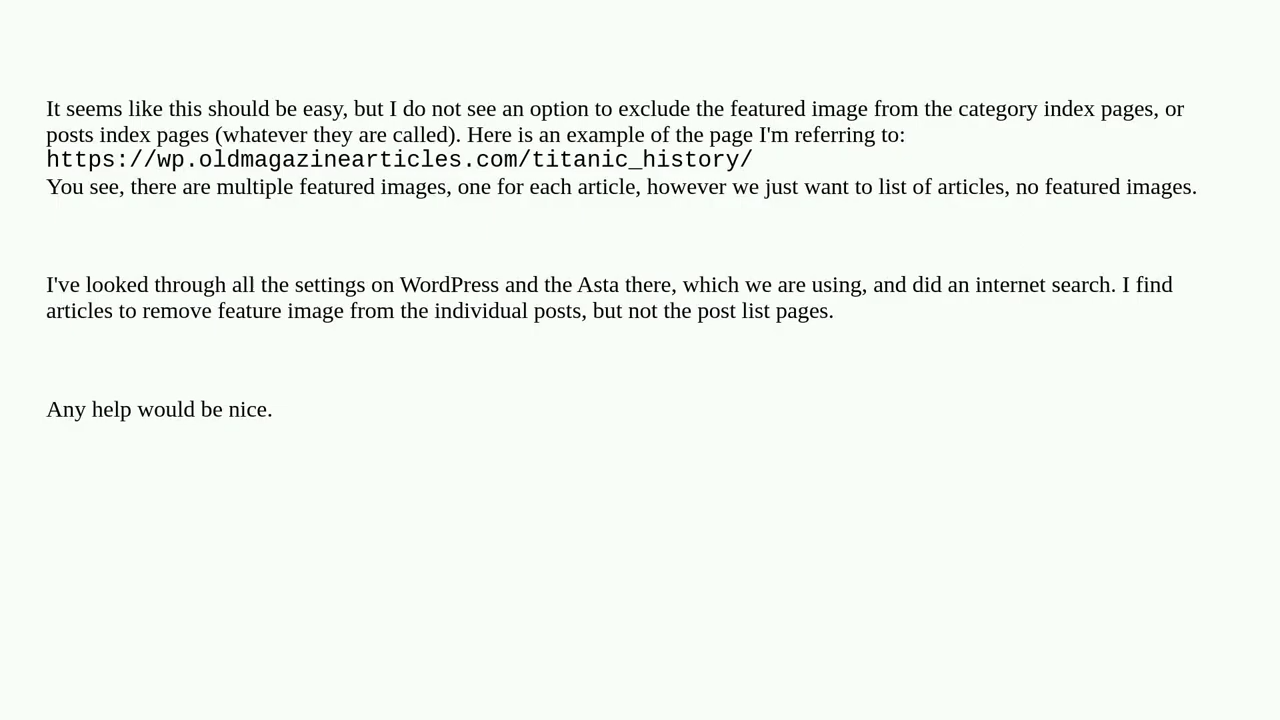 It seems like this should be easy, but I do not see an option to exclude the featured image from the category index pages, or
posts index pages (whatever they are called). Here is an example of the page I'm referring to:
https://wp.oldmagazinearticles.com/titanic_history/
You see, there are multiple featured images, one for each article, however we just want to list of articles, no featured images.
I've looked through all the settings on WordPress and the Asta there, which we are using, and did an internet search. I find
articles to remove feature image from the individual posts, but not the post list pages.
Any help would be nice.